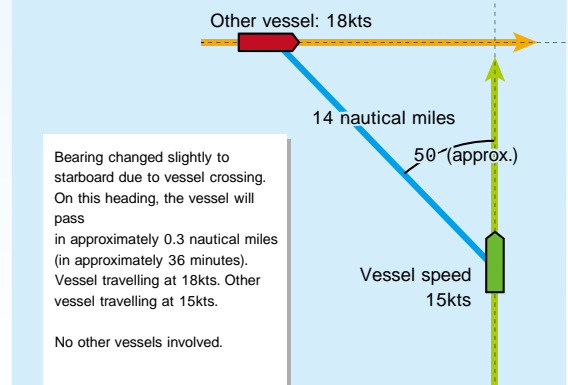 Other vessel: 18kts
14 nautical miles
50 (approx.)
Bearing changed slightly to
starboard due to vessel crossing.
On this heading, the vessel will
pass
in approximately 0.3 nautical miles
(in approximately 36 minutes).
Vessel travelling at 18kts. Other
vessel travelling at 15kts.
No other vessels involved.
Vessel speed
15kts